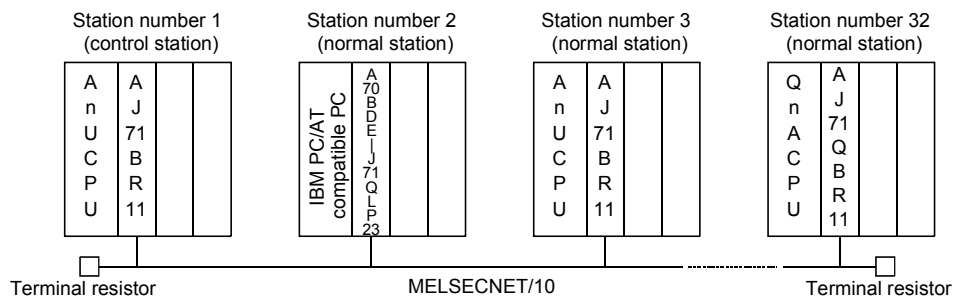 Station number 1
(control station)
Station number 2
(normal station)
Station number 3
(normal station)
Station number 32
(normal station)
AnUCPU
AJ71BR11
IBM PC/AT
compatible PC
A70BDE-J71QLP23
AnUCPU
AJ71BR11
QnACPU
AJ71QBR11
Terminal resistor
MELSECNET/10
Terminal resistor